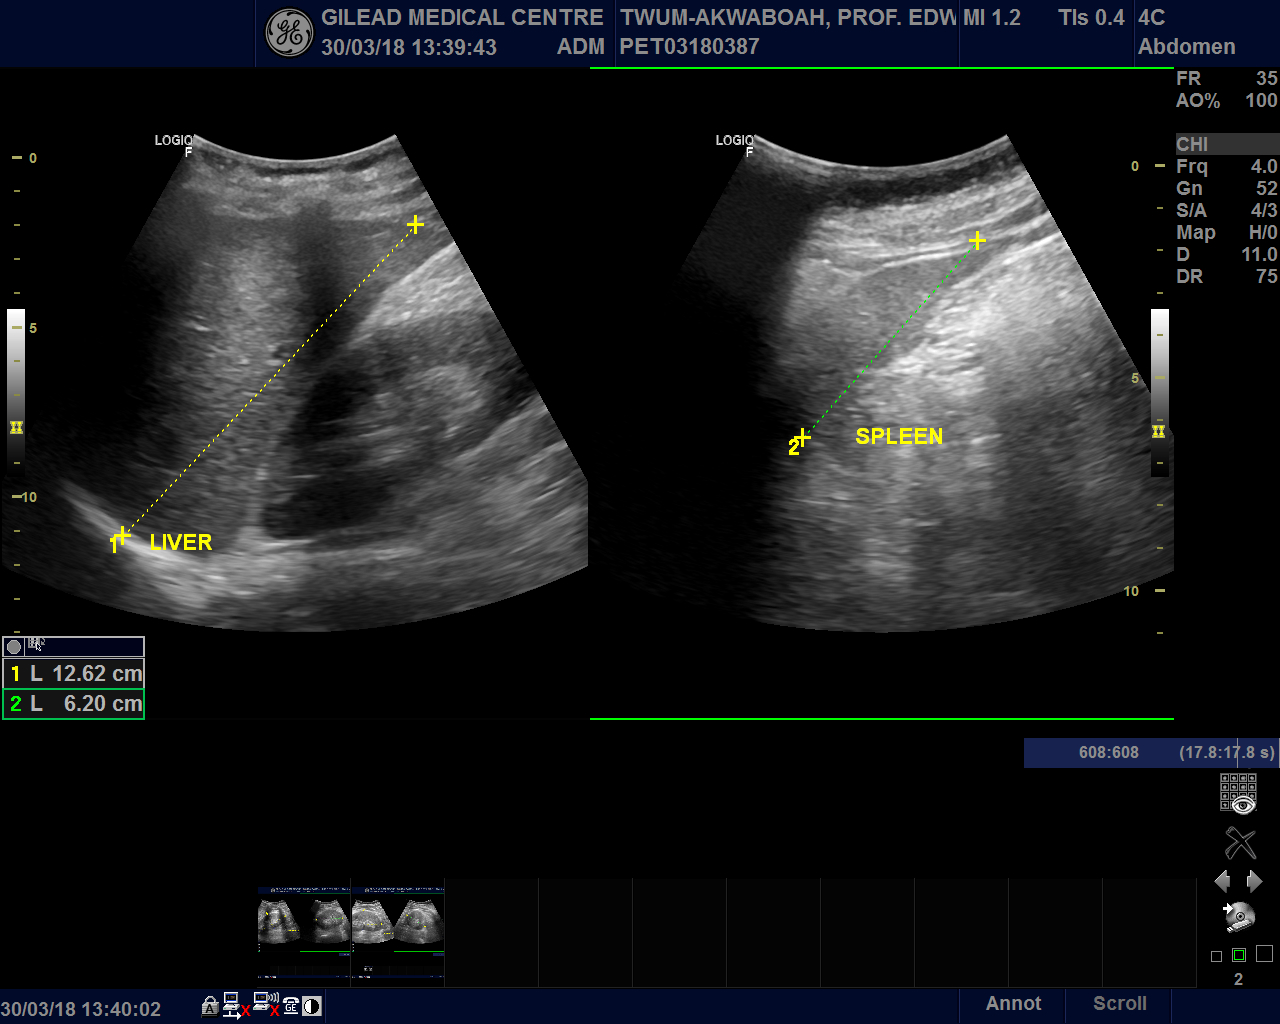 GILEAD MEDICAL CENTRE
30/03/18 13:39:43 ADM
TWUM-AKWABOAH, PROF. EDW
PET03180387
MI 1.2 TIs 0.4
4C
Abdomen
FR 35
AO% 100
CHI
Frq 4.0
Gn 52
S/A 4/3
Map H/0
D 11.0
DR 75
LOGIQ
F
0
5
10
1
LIVER
LOGIQ
F
0
5
10
2
SPLEEN
1 L 12.62 cm
2 L 6.20 cm
608:608 (17.8:17.8 s)
2
30/03/18 13:40:02
Annot
Scroll